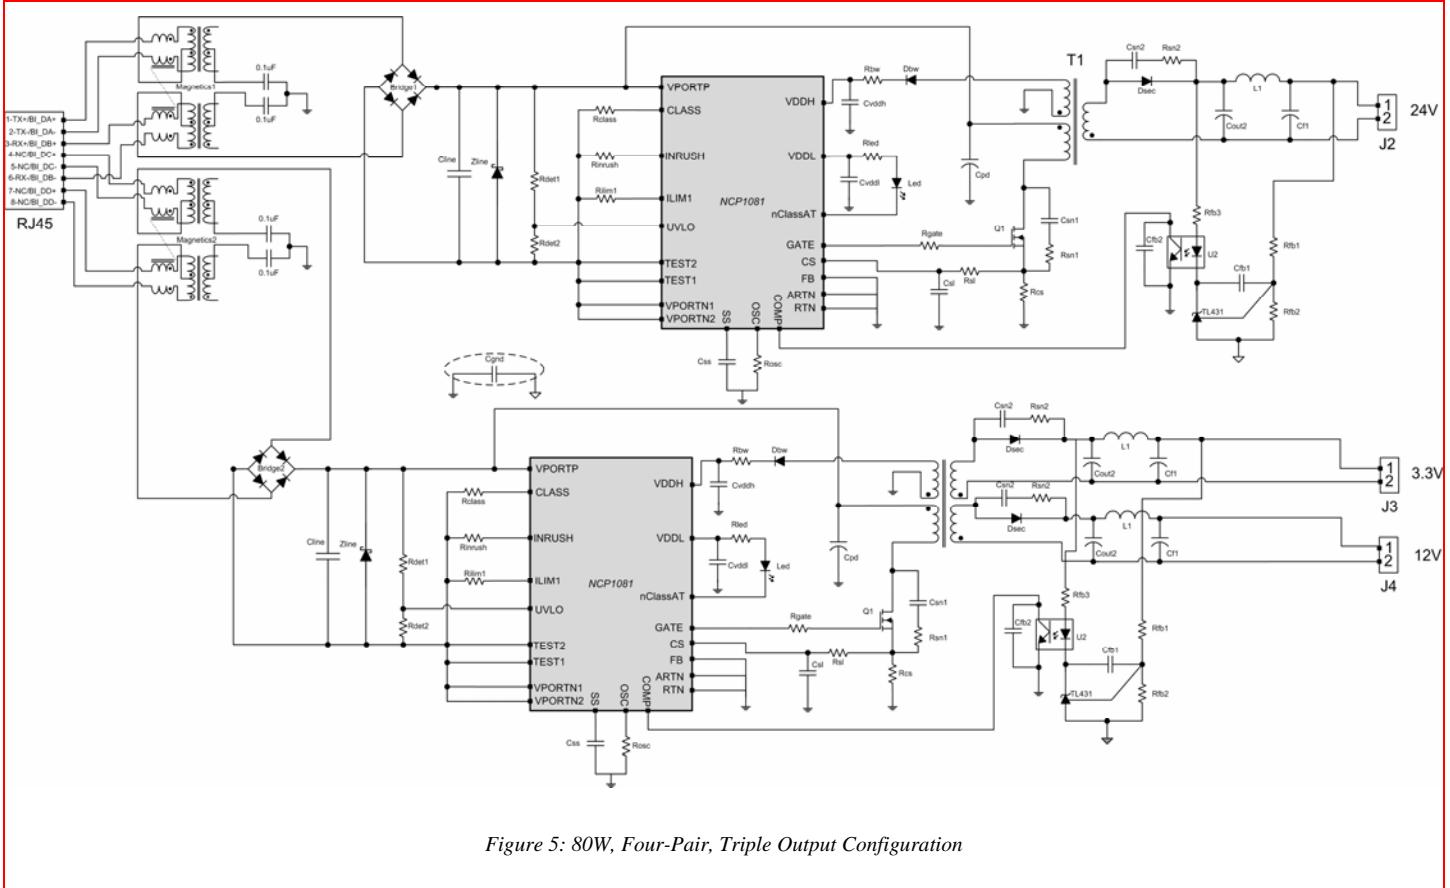 1-TX+/BI_DA+
2-TX-/BI_DA-
3-RX+/BI_DB+
4-NC/BI_DC+
5-NC/BI_DC-
6-RX-/BI_DB-
7-NC/BI_DD+
8-NC/BI_DD-
RJ45
Magnetics1
0.1uF
0.1uF
Magnetics2
0.1uF
0.1uF
Bridge1
Cline
Zline
Rdet1
Rdet2
Rclass
Rinrush
Rilim1
VPORTP
CLASS
INRUSH
ILIM1
UVLO
TEST2
TEST1
VPORTN1
VPORTN2
NCP1081
VDDH
VDDL
nClassAT
GATE
CS
FB
ARTN
RTN
SS
OSC
COMP
Css
Rosc
Rbw
Dbw
Cvddh
Rled
Cvddl
Led
Rgate
Csl
Rsl
Cpd
Q1
Csn1
Rsn1
Rcs
T1
Csn2
Rsn2
Dsec
L1
Cout2
Cf1
1
2
J2
24V
Rfb3
Cfb2
U2
Cfb1
Rfb1
Rfb2
TL431
Cgnd
Bridge2
Cline
Zline
Rdet1
Rdet2
Rclass
Rinrush
Rilim1
VPORTP
CLASS
INRUSH
ILIM1
UVLO
TEST2
TEST1
VPORTN1
VPORTN2
NCP1081
VDDH
VDDL
nClassAT
GATE
CS
FB
ARTN
RTN
SS
OSC
COMP
Css
Rosc
Rbw
Dbw
Cvddh
Rled
Cvddl
Led
Rgate
Csl
Rsl
Cpd
Q1
Csn1
Rsn1
Rcs
Csn2
Rsn2
Dsec
L1
Cout2
Cf1
1
2
J3
3.3V
Csn2
Rsn2
Dsec
L1
Cout2
Cf1
1
2
J4
12V
Rfb3
Cfb2
U2
Cfb1
Rfb1
Rfb2
TL431
Figure 5: 80W, Four-Pair, Triple Output Configuration